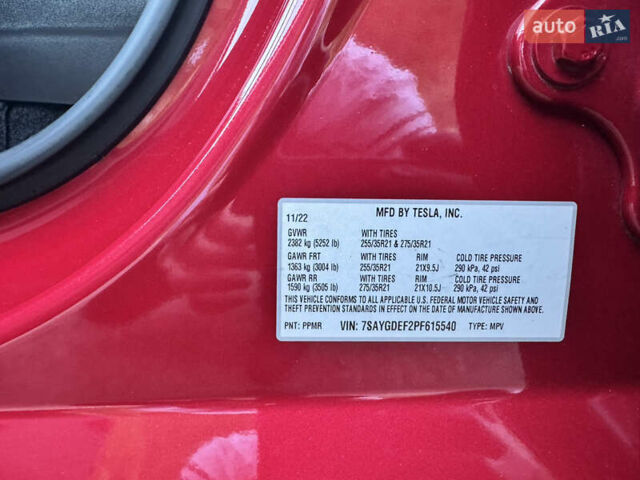 auto RIA .com
11/22 MFD BY TESLA, INC.
GVWR WITH TIRES
2382 kg (5252 lb) 255/35R21 & 275/35R21
GAWR FRT WITH TIRES RIM COLD TIRE PRESSURE
1363 kg (3004 lb) 255/35R21 21X9.5J 290 kPa, 42 psi
GAWR RR WITH TIRES RIM COLD TIRE PRESSURE
1590 kg (3505 lb) 275/35R21 21X10.5J 290 kPa, 42 psi
THIS VEHICLE CONFORMS TO ALL APPLICABLE U.S. FEDERAL MOTOR VEHICLE SAFETY AND
THEFT PREVENTION STANDARDS IN EFFECT ON THE DATE OF MANUFACTURE SHOWN ABOVE.
PNT: PPMR VIN: 7SAYGDEF2PF615540 TYPE: MPV